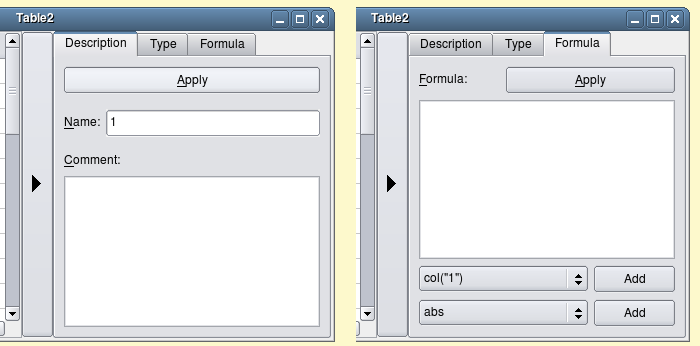 Table2
Description Type Formula
Apply
Name: 1
Comment:
Table2
Description Type Formula
Formula: Apply
col("1") Add
abs Add